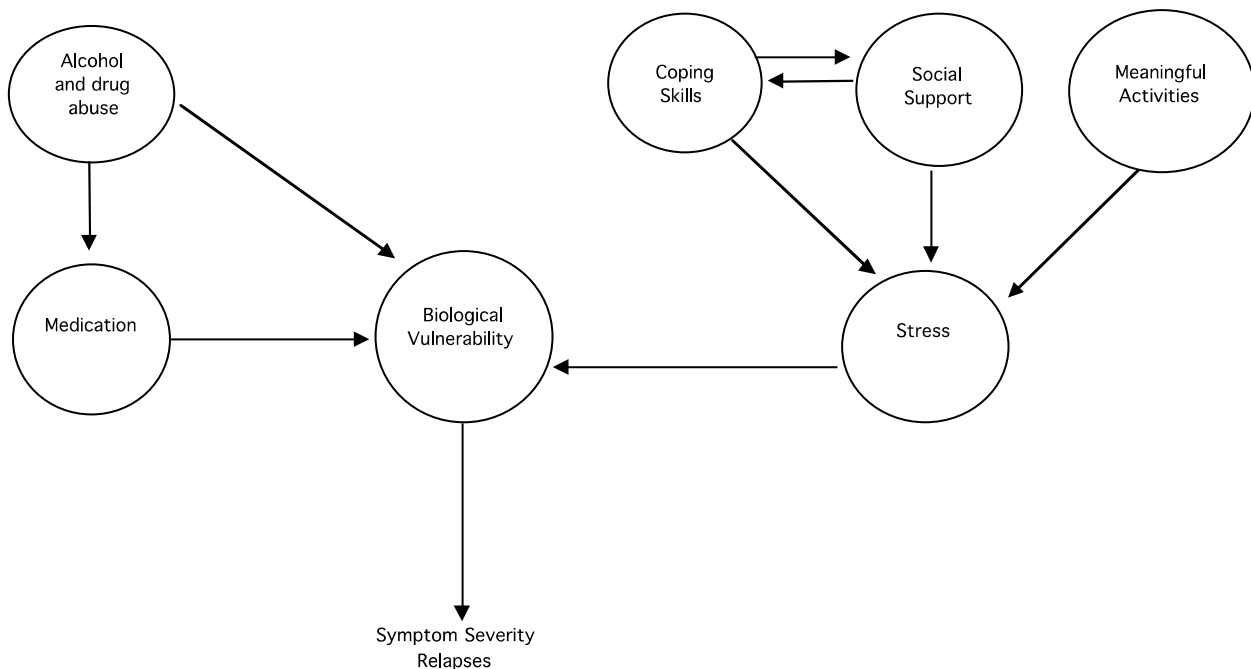 Alcohol
and drug
abuse
Coping
Skills
Social
Support
Meaningful
Activities
Medication
Biological
Vulnerability
Stress
Symptom Severity
Relapses